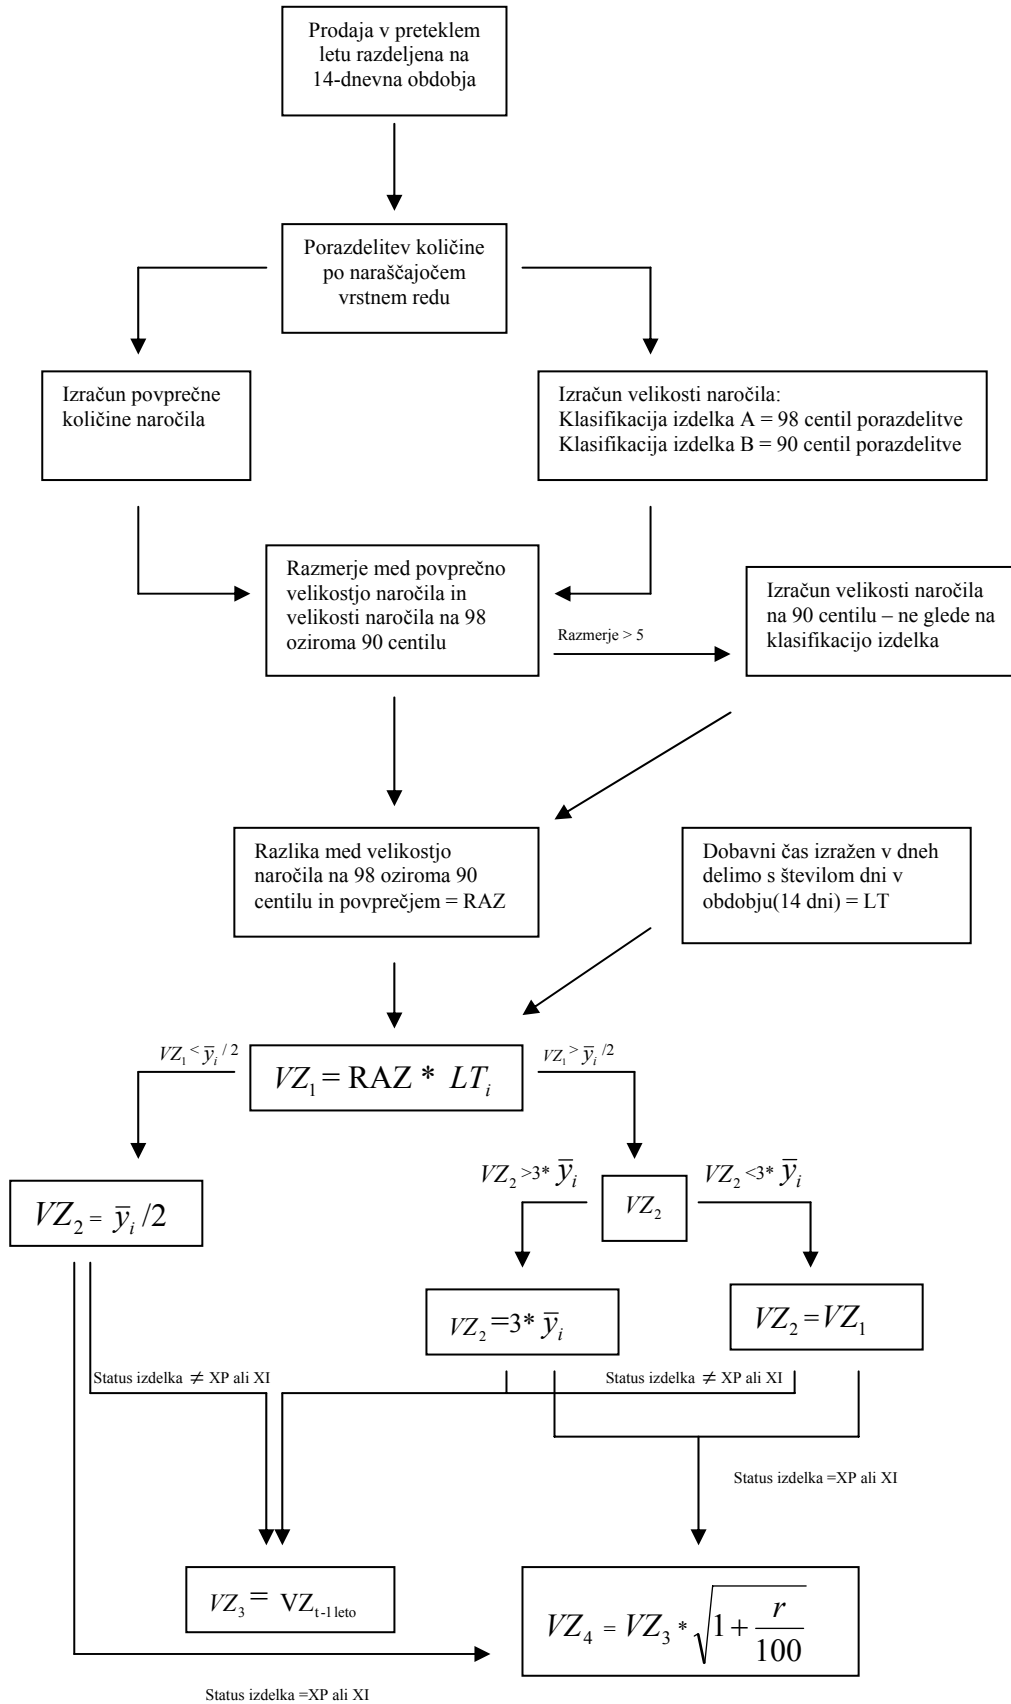 Prodaja v preteklem
letu razdeljena na
14-dnevna obdobja
Porazdelitev količine
po naraščajočem
vrstnem redu
Izračun povprečne
količine naročila
Izračun velikosti naročila:
Klasifikacija izdelka A = 98 centil porazdelitve
Klasifikacija izdelka B = 90 centil porazdelitve
Razmerje med povprečno
velikostjo naročila in
velikosti naročila na 98
oziroma 90 centilu
Razmerje > 5
Izračun velikosti naročila
na 90 centilu – ne glede na
klasifikacijo izdelka
Razlika med velikostjo
naročila na 98 oziroma 90
centilu in povprečjem = RAZ
Dobavni čas izražen v dneh
delimo s številom dni v
obdobju(14 dni) = LT
VZ₁ < ȳᵢ / 2
VZ₁ = RAZ * LTᵢ
VZ₁ > ȳᵢ /2
VZ₂ = ȳᵢ /2
VZ₂ >3* ȳᵢ
VZ₂
VZ₂ <3* ȳᵢ
VZ₂ =3* ȳᵢ
VZ₂ = VZ₁
Status izdelka ≠ XP ali XI
Status izdelka ≠ XP ali XI
Status izdelka =XP ali XI
VZ₃ = VZ_{t-1leto}
VZ₄ = VZ₃ * √(1 + r/100)
Status izdelka =XP ali XI